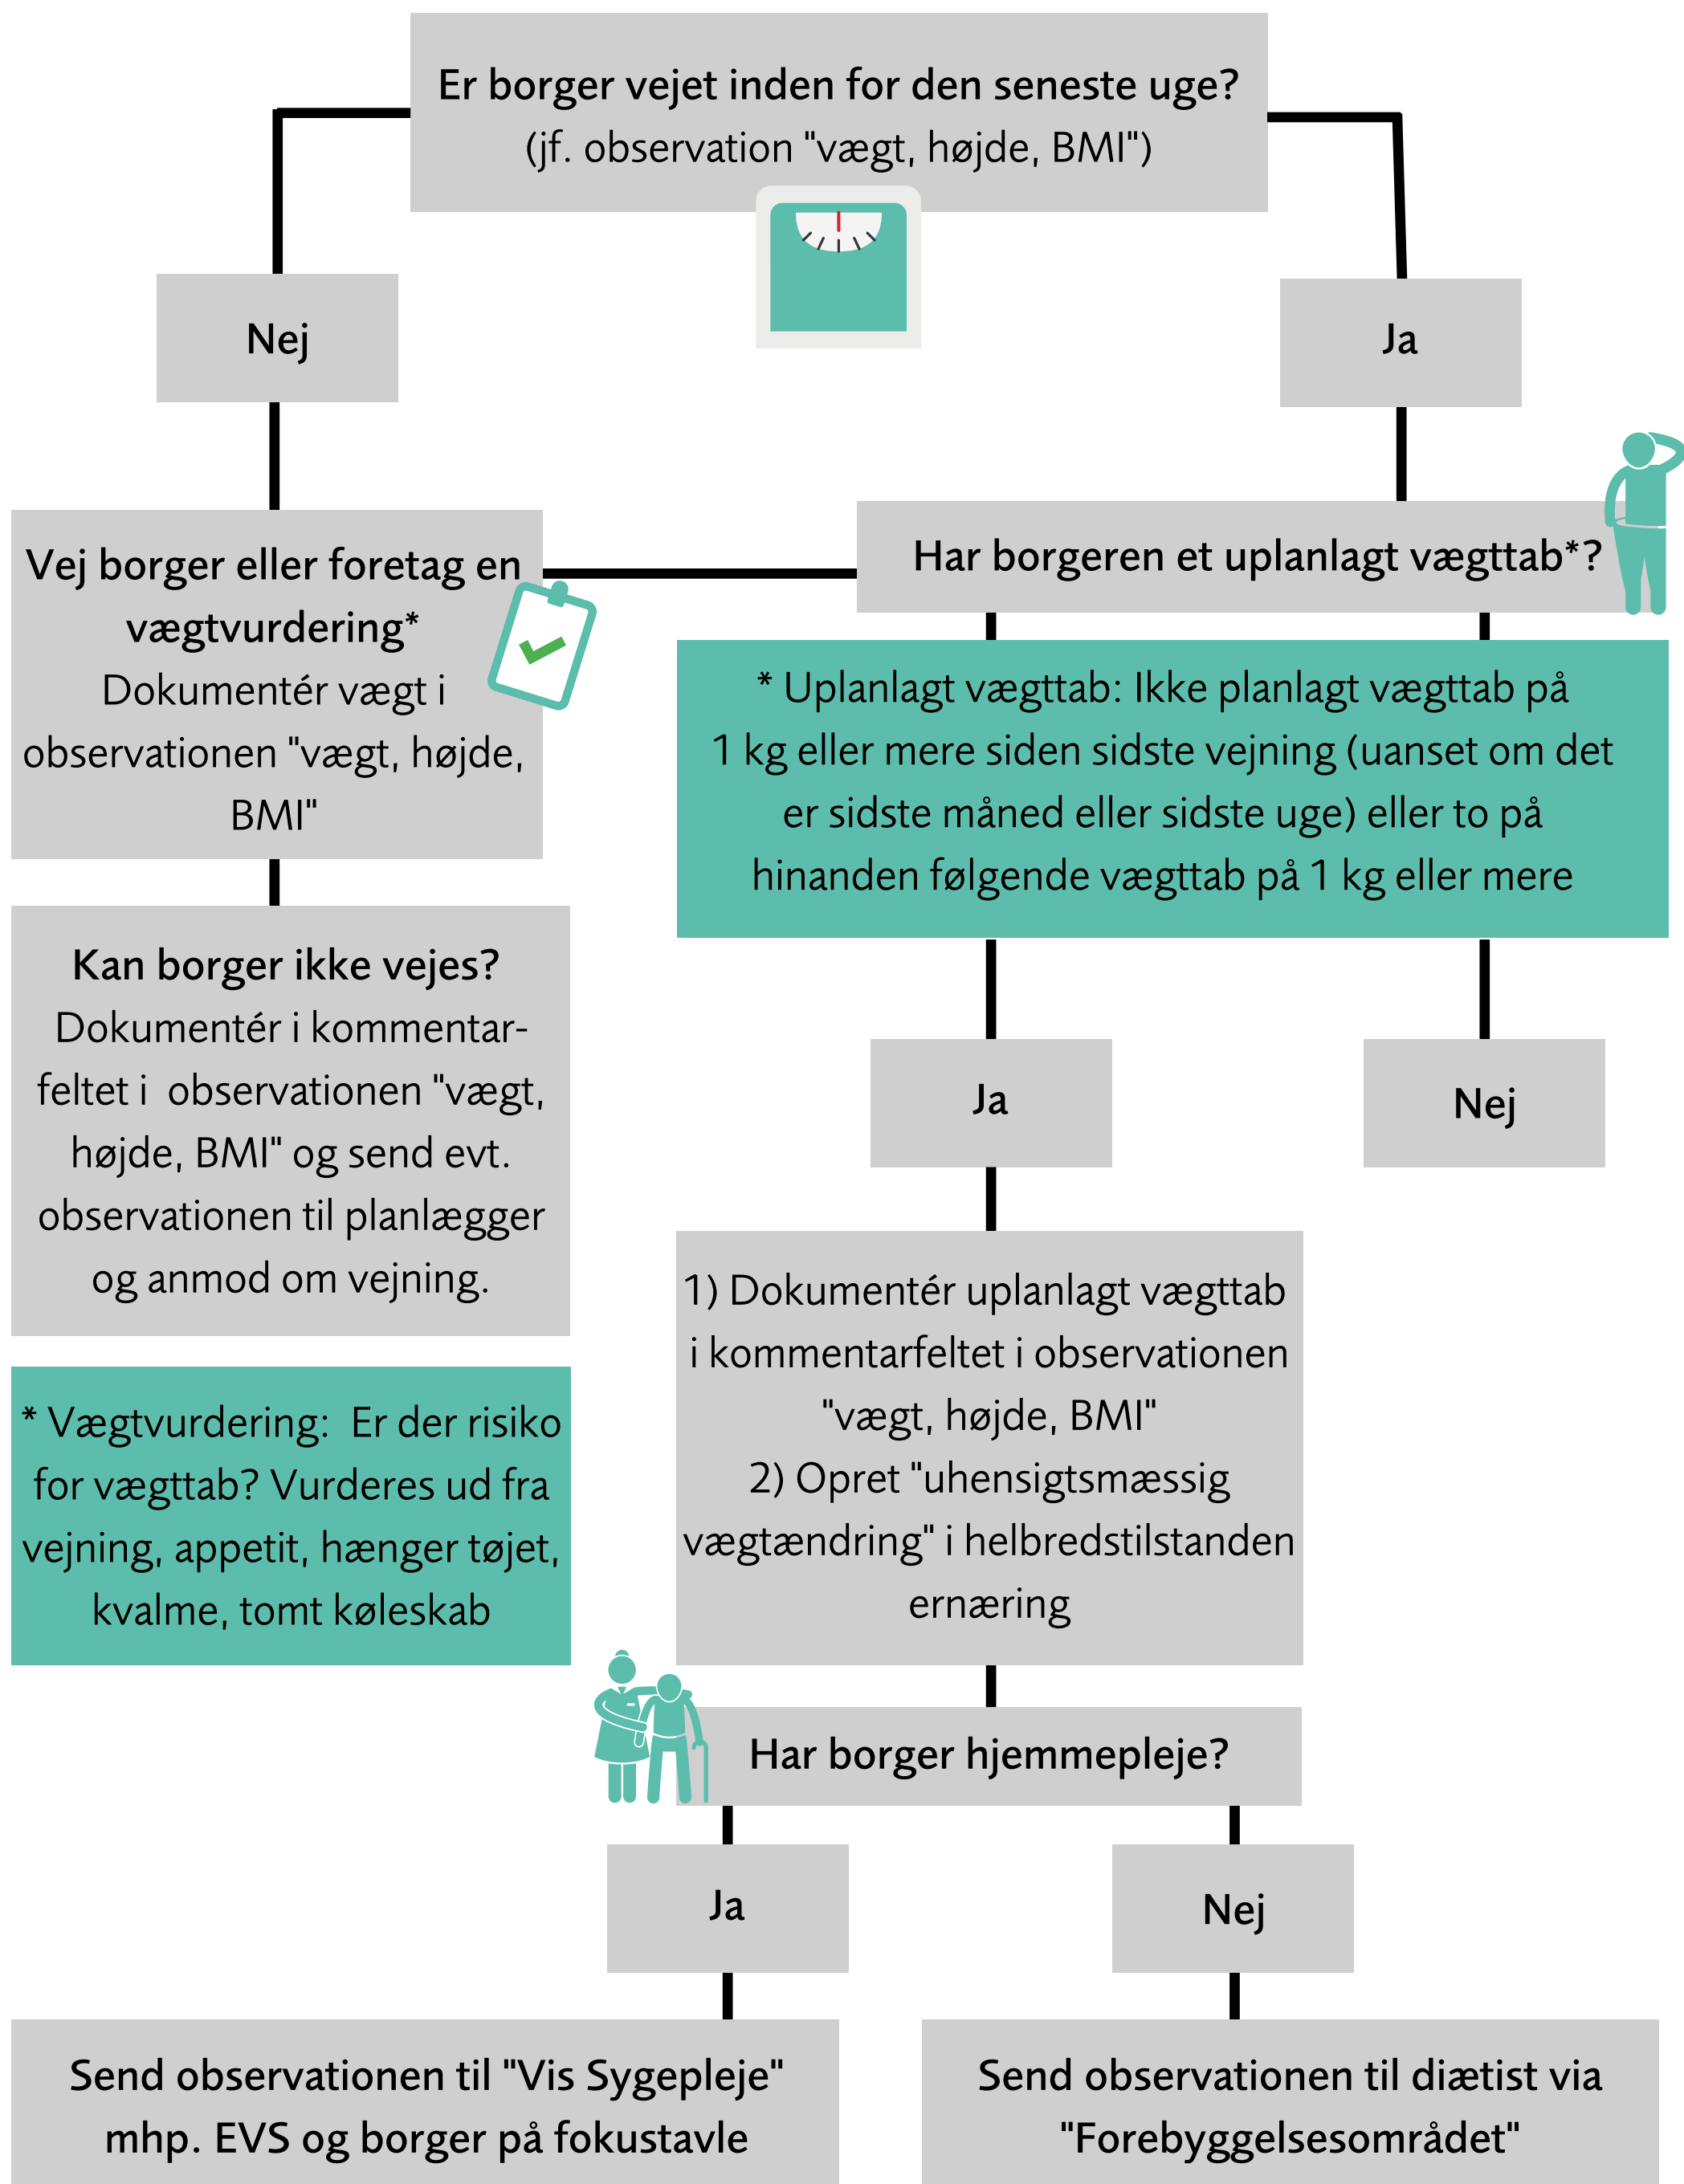 Er borger vejet inden for den seneste uge?
(jf. observation "vægt, højde, BMI")
Nej
Ja
Vej borger eller foretag en
vægtvurdering*
Dokumentér vægt i
observationen "vægt, højde,
BMI"
Har borgeren et uplanlagt vægttab*?
* Uplanlagt vægttab: Ikke planlagt vægttab på
1 kg eller mere siden sidste vejning (uanset om det
er sidste måned eller sidste uge) eller to på
hinanden følgende vægttab på 1 kg eller mere
Kan borger ikke vejes?
Dokumentér i kommentar-
feltet i observationen "vægt,
højde, BMI" og send evt.
observationen til planlægger
og anmod om vejning.
Ja
Nej
* Vægtvurdering: Er der risiko
for vægttab? Vurderes ud fra
vejning, appetit, hænger tøjet,
kvalme, tomt køleskab
1) Dokumentér uplanlagt vægttab
i kommentarfeltet i observationen
"vægt, højde, BMI"
2) Opret "uhensigtsmæssig
vægtændring" i helbredstilstanden
ernæring
Har borger hjemmepleje?
Ja
Nej
Send observationen til "Vis Sygepleje"
mhp. EVS og borger på fokustavle
Send observationen til diætist via
"Forebyggelsesområdet"